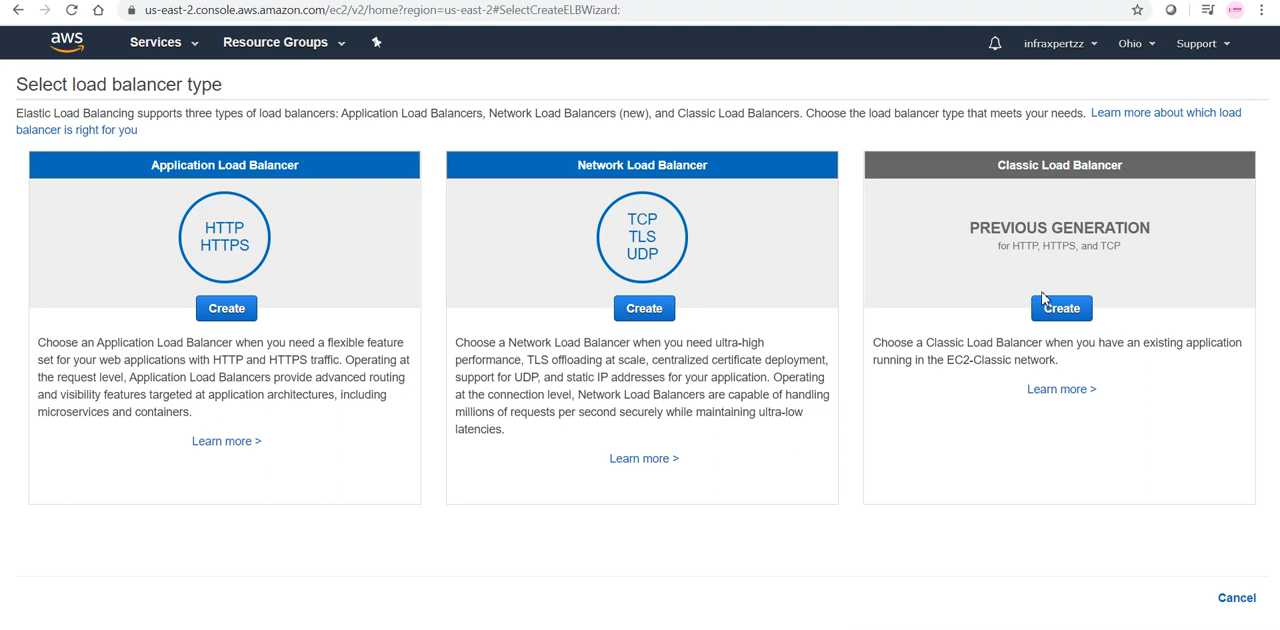 us-east-2.console.aws.amazon.com/ec2/v2/home?region=us-east-2#SelectCreateELBWizard:
aws
Services
Resource Groups
infraxpertzz
Ohio
Support
Select load balancer type
Elastic Load Balancing supports three types of load balancers: Application Load Balancers, Network Load Balancers (new), and Classic Load Balancers. Choose the load balancer type that meets your needs. Learn more about which load
balancer is right for you
Application Load Balancer
HTTP
HTTPS
Create
Choose an Application Load Balancer when you need a flexible feature
set for your web applications with HTTP and HTTPS traffic. Operating at
the request level, Application Load Balancers provide advanced routing
and visibility features targeted at application architectures, including
microservices and containers.
Learn more >
Network Load Balancer
TCP
TLS
UDP
Create
Choose a Network Load Balancer when you need ultra-high
performance, TLS offloading at scale, centralized certificate deployment,
support for UDP, and static IP addresses for your application. Operating
at the connection level, Network Load Balancers are capable of handling
millions of requests per second securely while maintaining ultra-low
latencies.
Learn more >
Classic Load Balancer
PREVIOUS GENERATION
for HTTP, HTTPS, and TCP
Create
Choose a Classic Load Balancer when you have an existing application
running in the EC2-Classic network.
Learn more >
Cancel